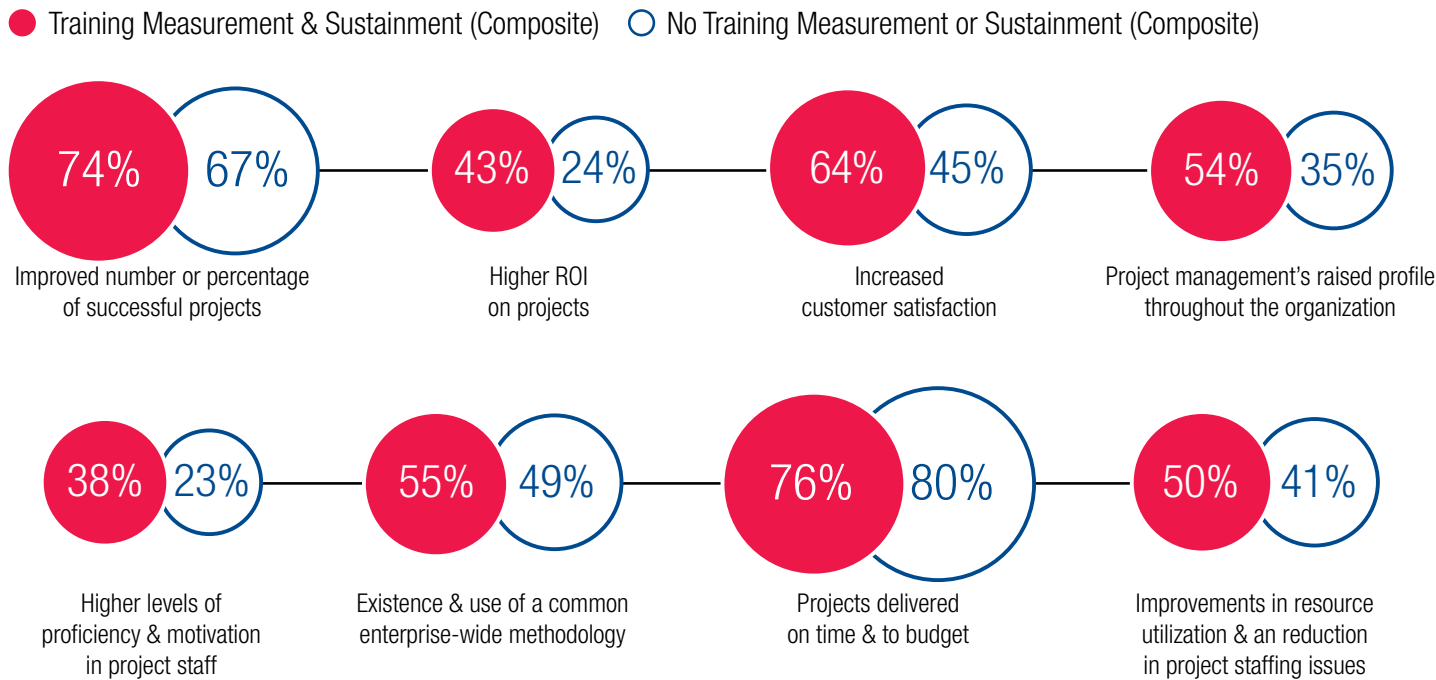 Training Measurement & Sustainment (Composite) No Training Measurement or Sustainment (Composite)
74% 67%
Improved number or percentage
of successful projects
43% 24%
Higher ROI
on projects
64% 45%
Increased
customer satisfaction
54% 35%
Project management’s raised profile
throughout the organization
38% 23%
Higher levels of
proficiency & motivation
in project staff
55% 49%
Existence & use of a common
enterprise-wide methodology
76% 80%
Projects delivered
on time & to budget
50% 41%
Improvements in resource
utilization & an reduction
in project staffing issues